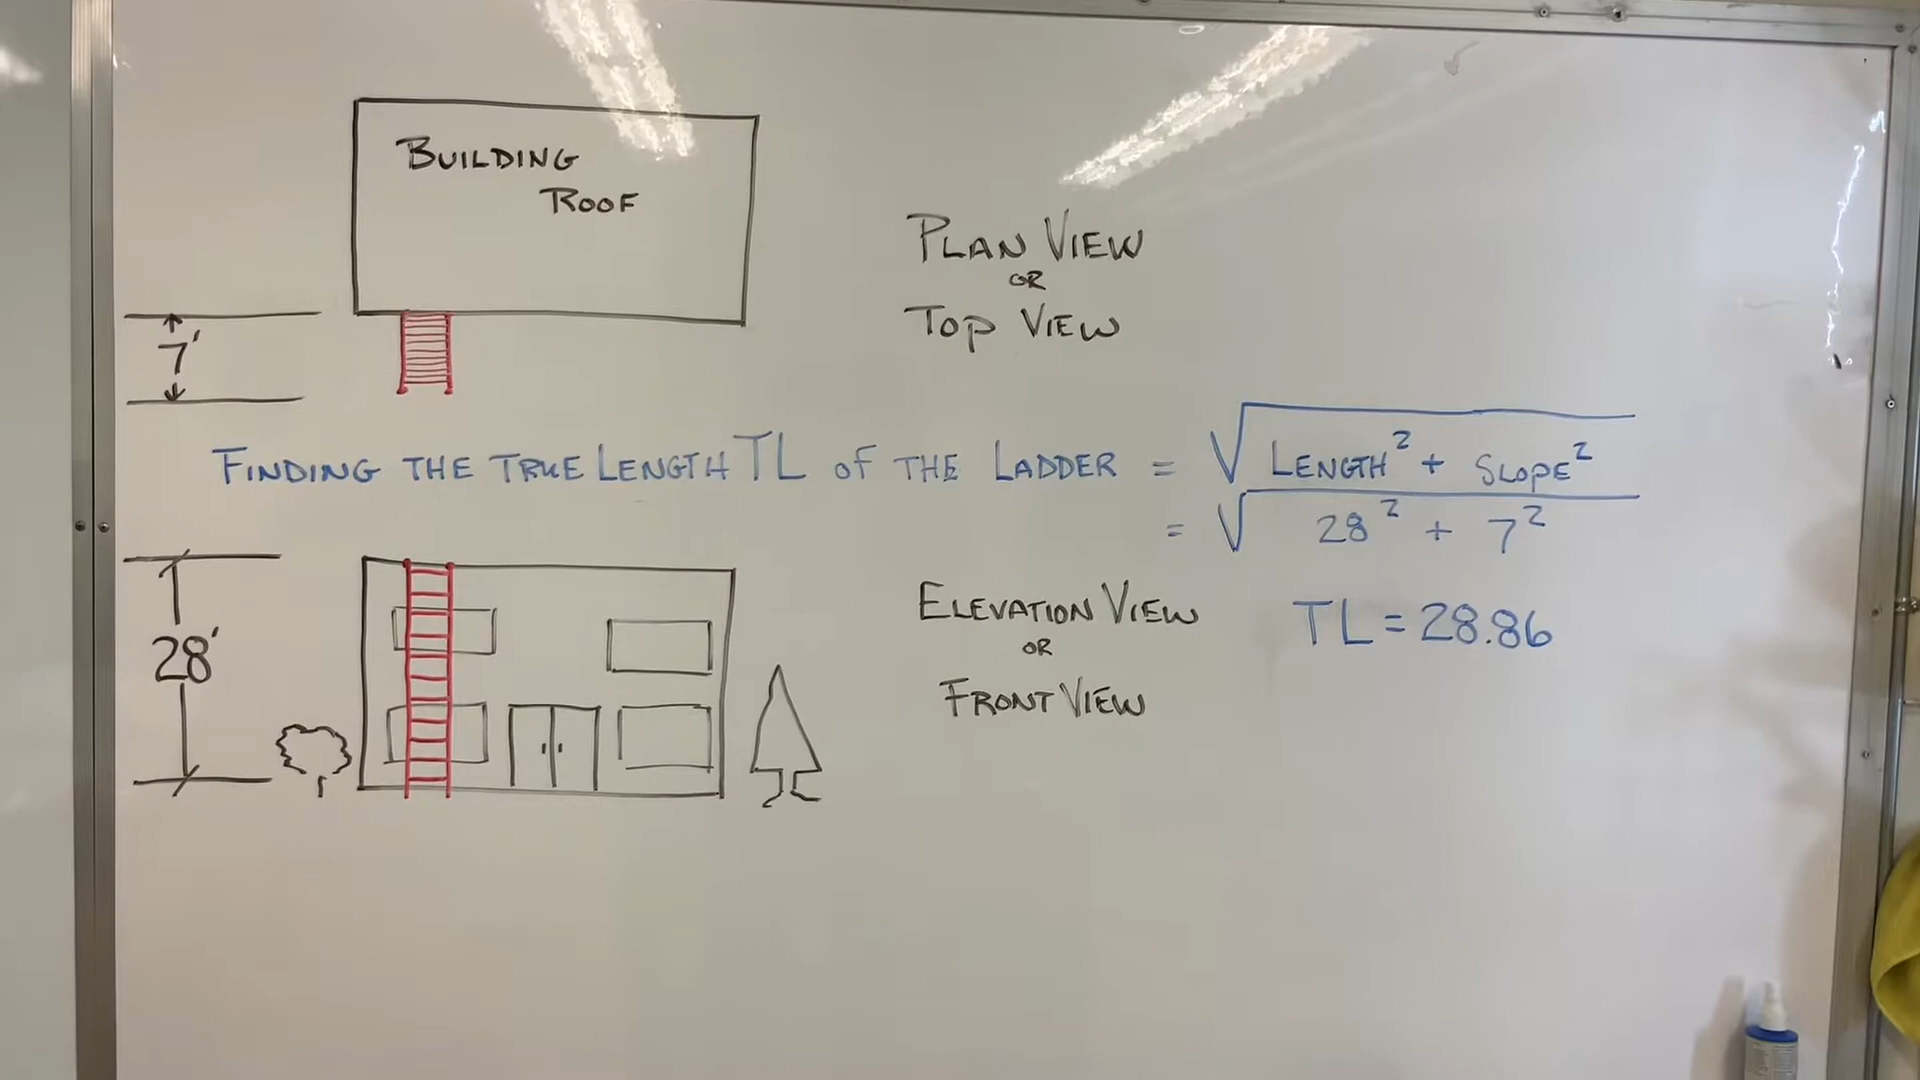 BUILDING
ROOF
PLAN VIEW
OR
TOP VIEW
7'
FINDING THE TRUE LENGTH TL OF THE LADDER = √LENGTH² + SLOPE²
= √28² + 7²
28'
ELEVATION VIEW
OR
FRONT VIEW
TL = 28.86